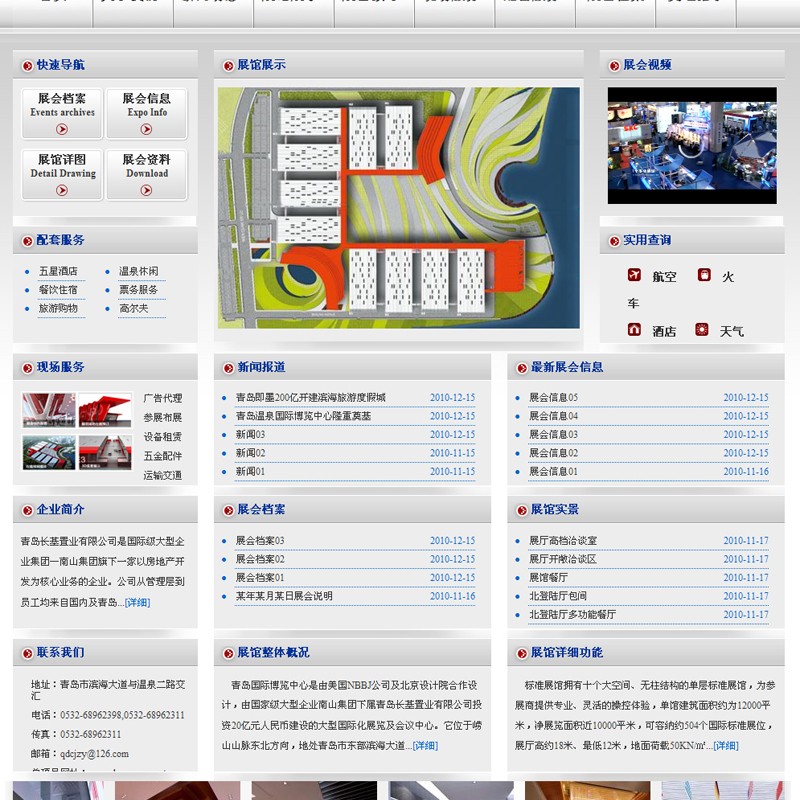 快速导航
展会档案
Events archives
展会信息
Expo Info
展馆详图
Detail Drawing
展会资料
Download
展馆展示
展会视频
配套服务
五星酒店 温泉休闲
餐饮住宿 票务服务
旅游购物 高尔夫
实用查询
航空 火
车
酒店 天气
现场服务
广告代理
参展布展
设备租赁
五金配件
运输交通
新闻报道
青岛即墨200亿开建滨海旅游度假城 2010-12-15
青岛温泉国际博览中心隆重奠基 2010-12-15
新闻03 2010-12-15
新闻02 2010-11-15
新闻01 2010-11-15
最新展会信息
展会信息05 2010-12-15
展会信息04 2010-12-15
展会信息03 2010-12-15
展会信息02 2010-12-15
展会信息01 2010-11-16
企业简介
青岛长基置业有限公司是国际级大型企
业集团—南山集团旗下一家以房地产开
发为核心业务的企业。公司从管理层到
员工均来自国内及青岛...[详细]
展会档案
展会档案03 2010-12-15
展会档案02 2010-12-15
展会档案01 2010-12-15
某年某月某日展会说明 2010-11-16
展馆实景
展厅高档洽谈室 2010-11-17
展厅开敞洽谈区 2010-11-17
展馆餐厅 2010-11-17
北登陆厅包间 2010-11-17
北登陆厅多功能餐厅 2010-11-17
联系我们
地址：青岛市滨海大道与温泉二路交
汇
电话：0532-68962398,0532-68962311
传真：0532-68962311
邮箱：qdcjzy@126.com
展馆整体概况
青岛国际博览中心是由美国NBBJ公司及北京设计院合作设
计，由国家级大型企业南山集团下属青岛长基置业有限公司投
资20亿元人民币建设的大型国际化展览及会议中心。它位于崂
山山脉东北方向，地处青岛市东部滨海大道...[详细]
展馆详细功能
标准展馆拥有十个大空间、无柱结构的单层标准展馆，为参
展商提供专业、灵活的操控体验，单馆建筑面积约为12000平
米，净展览面积近10000平米，可容纳约504个国际标准展位，
展厅高约18米、最低12米，地面荷载50KN/㎡...[详细]